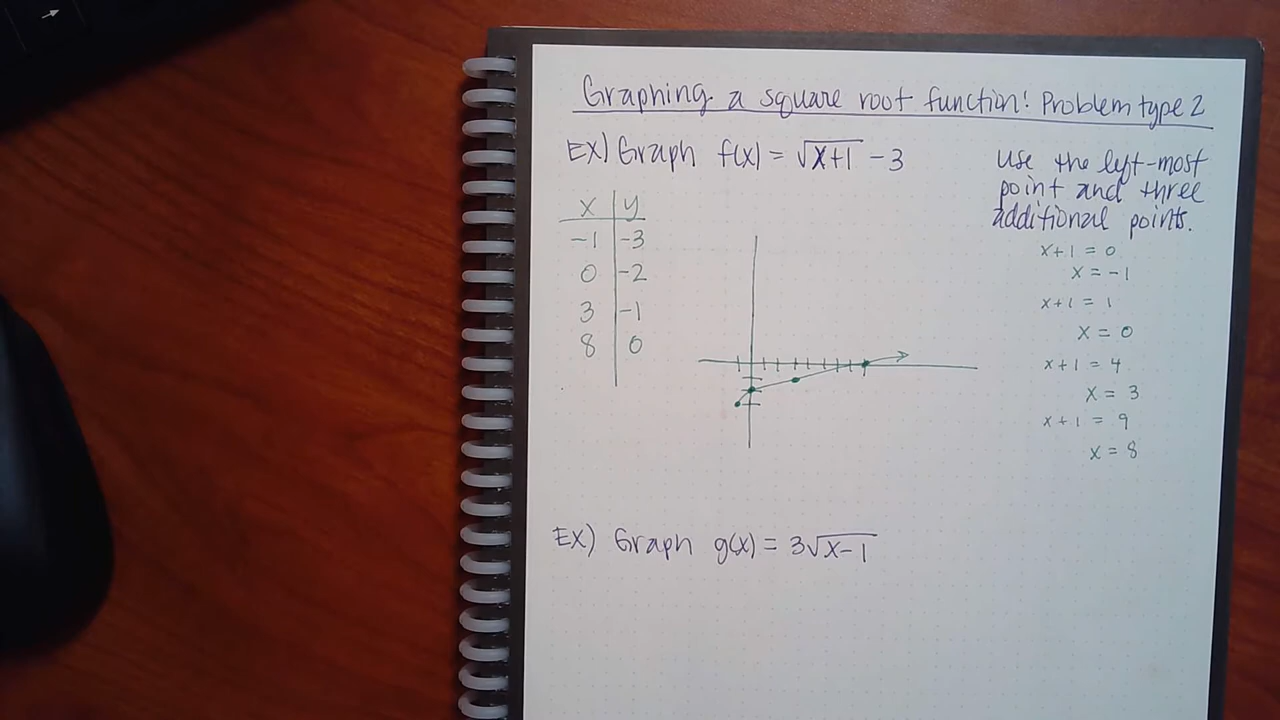 Graphing a square root function: Problem type 2
EX) Graph f(x) = √x+1 - 3
Use the left-most
point and three
additional points.
x | y
-1 | -3
0 | -2
3 | -1
8 | 0
x+1 = 0
x = -1
x+1 = 1
x = 0
x+1 = 4
x = 3
x+1 = 9
x = 8
EX) Graph g(x) = 3√x-1